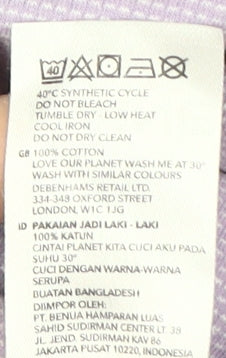 40
40°C SYNTHETIC CYCLE
DO NOT BLEACH
TUMBLE DRY - LOW HEAT
COOL IRON
DO NOT DRY CLEAN
GB 100% COTTON
LOVE OUR PLANET WASH ME AT 30°
WASH WITH SIMILAR COLOURS
DEBENHAMS RETAIL LTD.
334-348 OXFORD STREET
LONDON, W1C 1JG
ID PAKAIAN JADI LAKI - LAKI
100% KATUN
CINTAI PLANET KITA CUCI AKU PADA
SUHU 30°
CUCI DENGAN WARNA-WARNA
SERUPA
BUATAN BANGLADESH
DIIMPOR OLEH:
PT. BENUA HAMPARAN LUAS
SAHID SUDIRMAN CENTER LT. 38
JL. JEND. SUDIRMAN KAV 86
JAKARTA PUSAT 10220, INDONESIA